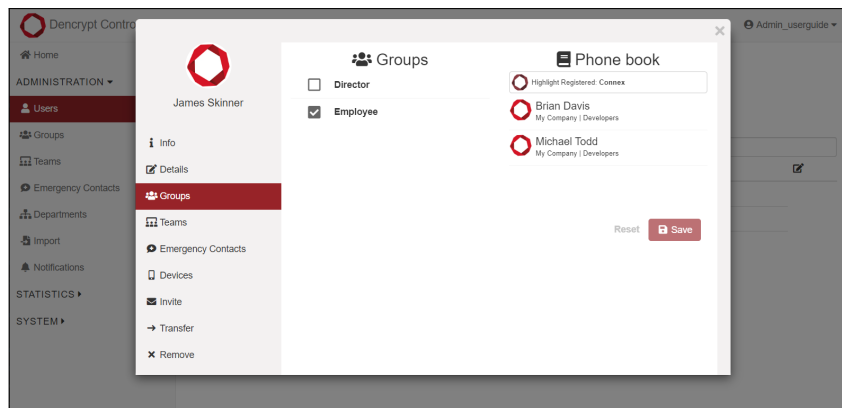 Dencrypt Contro
Admin_userguide
Home
ADMINISTRATION
Users
Groups
Teams
Emergency Contacts
Departments
Import
Notifications
STATISTICS
SYSTEM
×
James Skinner
Info
Details
Groups
Teams
Emergency Contacts
Devices
Invite
Transfer
Remove
Groups
Director
Employee
Phone book
Highlight Registered: Connex
Brian Davis
My Company | Developers
Michael Todd
My Company | Developers
Reset
Save